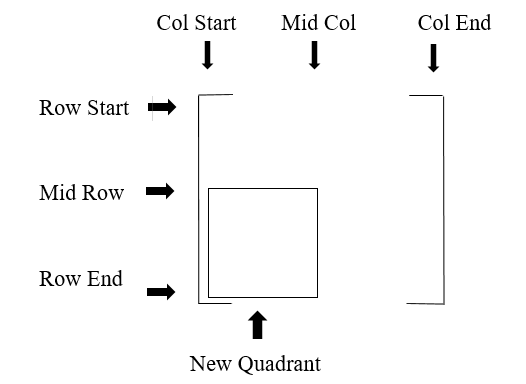 Col Start
Mid Col
Col End
Row Start
Mid Row
Row End
New Quadrant